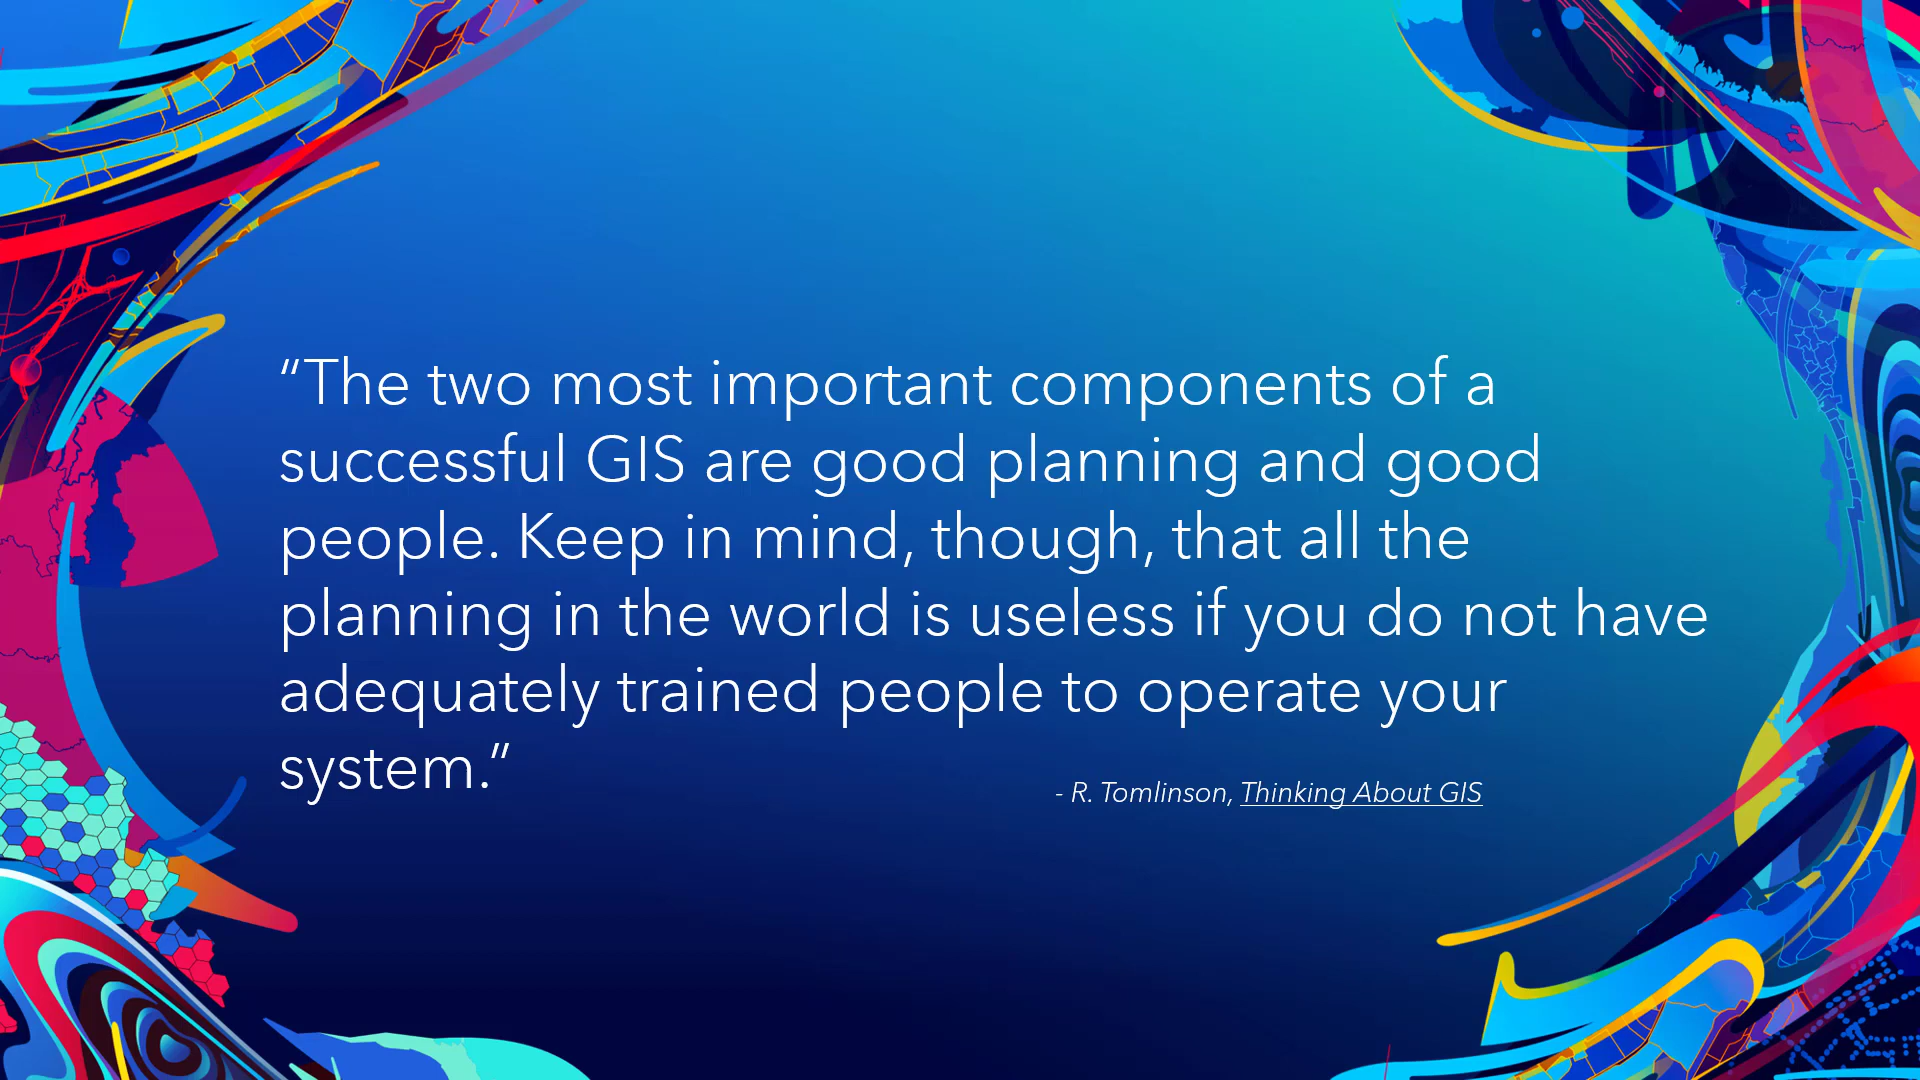 “The two most important components of a
successful GIS are good planning and good
people. Keep in mind, though, that all the
planning in the world is useless if you do not have
adequately trained people to operate your
system.”
- R. Tomlinson, Thinking About GIS